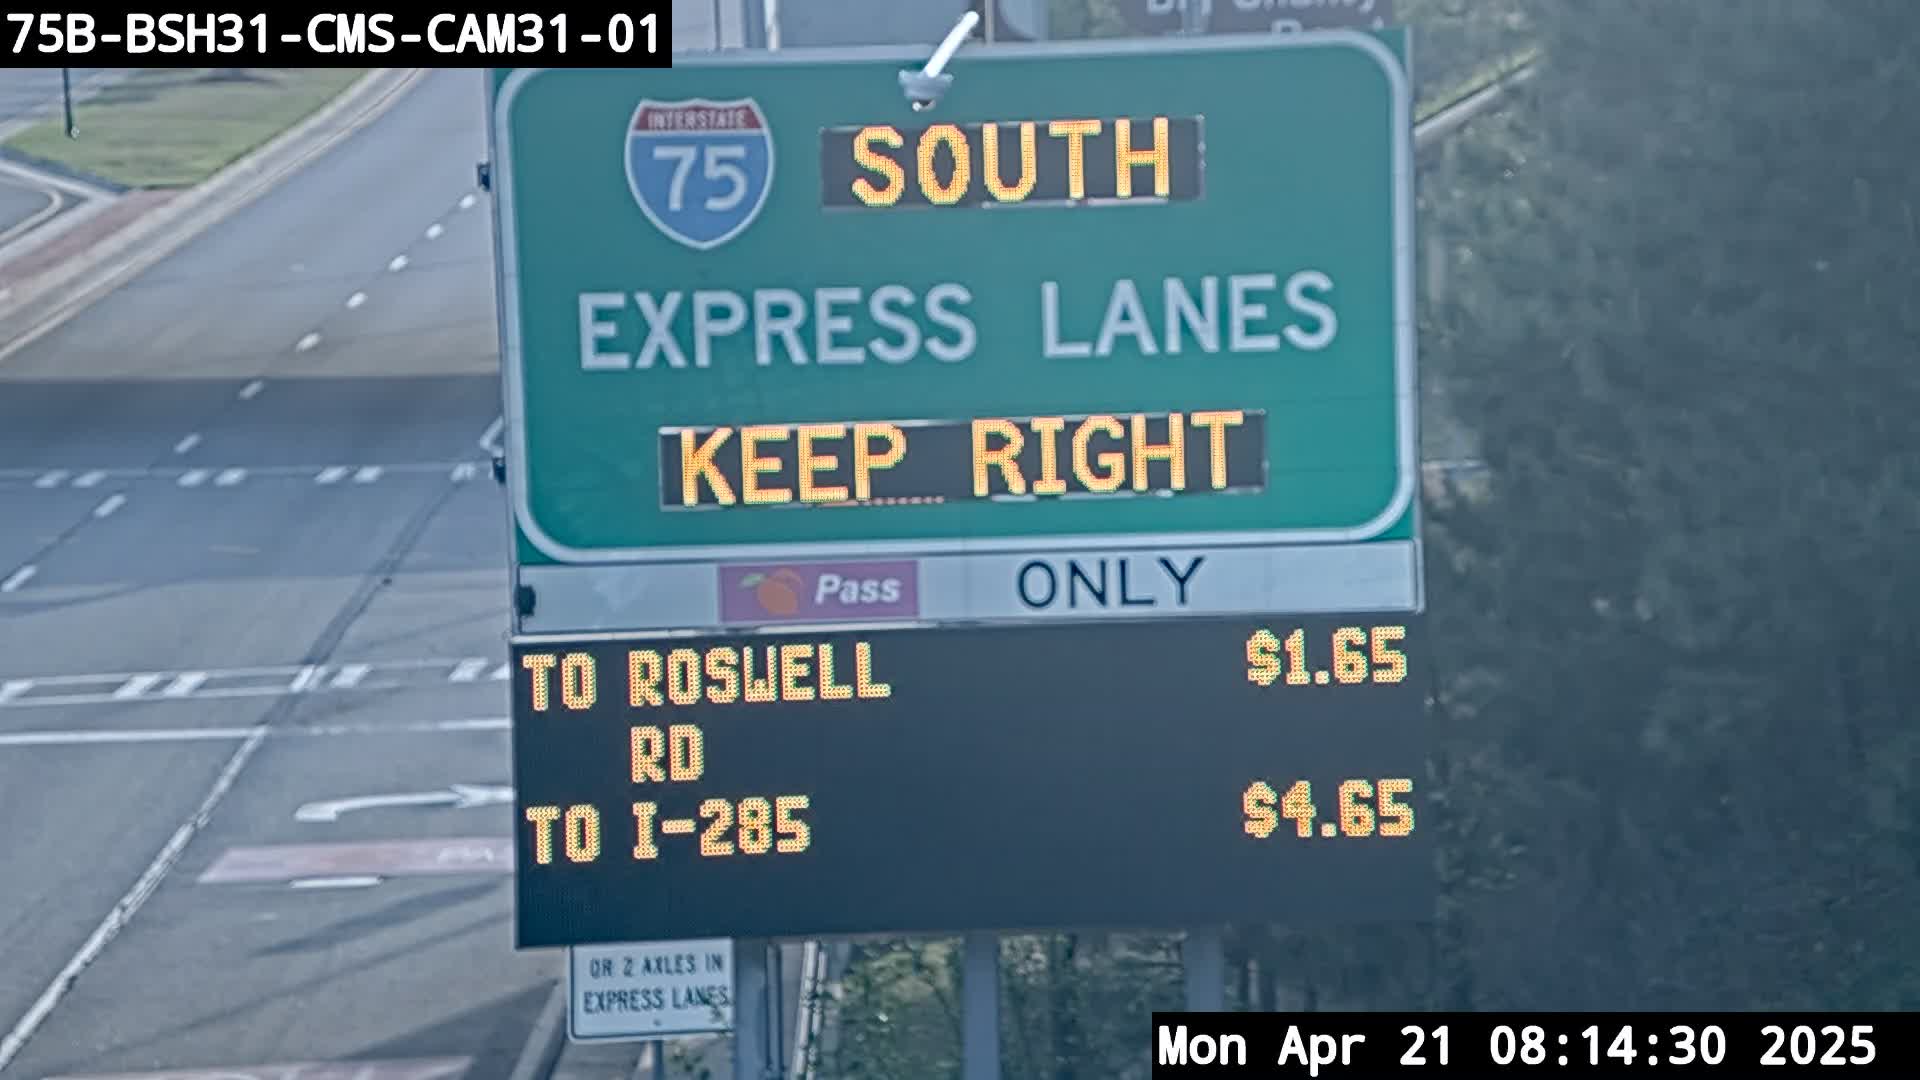 75B-BSH31-CMS-CAM31-01
INTERSTATE
75
SOUTH
EXPRESS LANES
KEEP RIGHT
Pass ONLY
TO ROSWELL $1.65
RD
TO I-285 $4.65
OR 2 AXLES IN
EXPRESS LANES
Mon Apr 21 08:14:30 2025